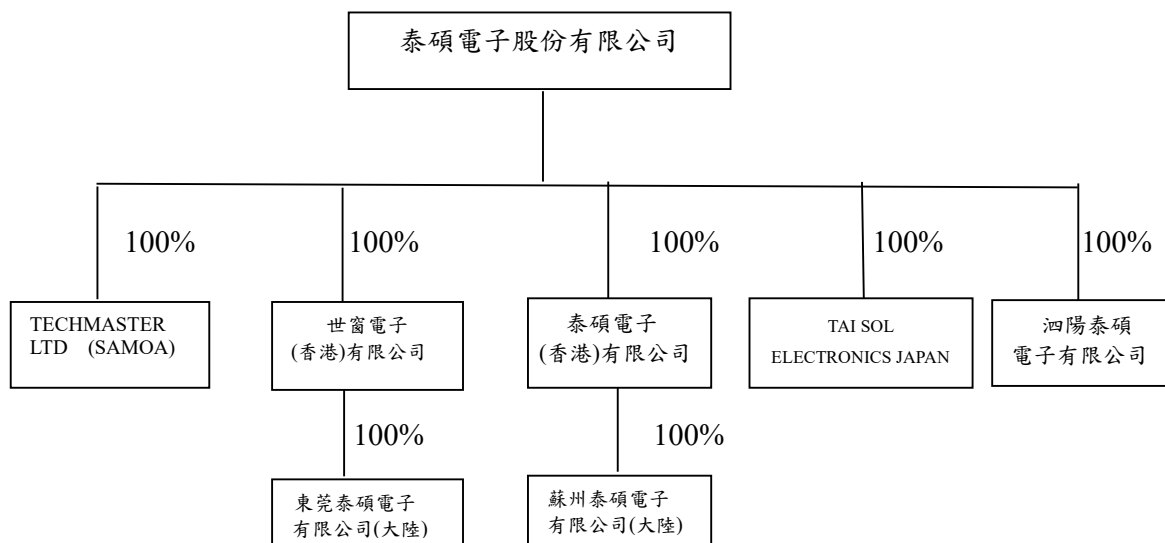 泰碩電子股份有限公司
100%
100%
100%
100%
100%
TECHMASTER
LTD (SAMOA)
世窗電子
(香港)有限公司
泰碩電子
(香港)有限公司
TAI SOL
ELECTRONICS JAPAN
泗陽泰碩
電子有限公司
100%
100%
東莞泰碩電子
有限公司(大陸)
蘇州泰碩電子
有限公司(大陸)